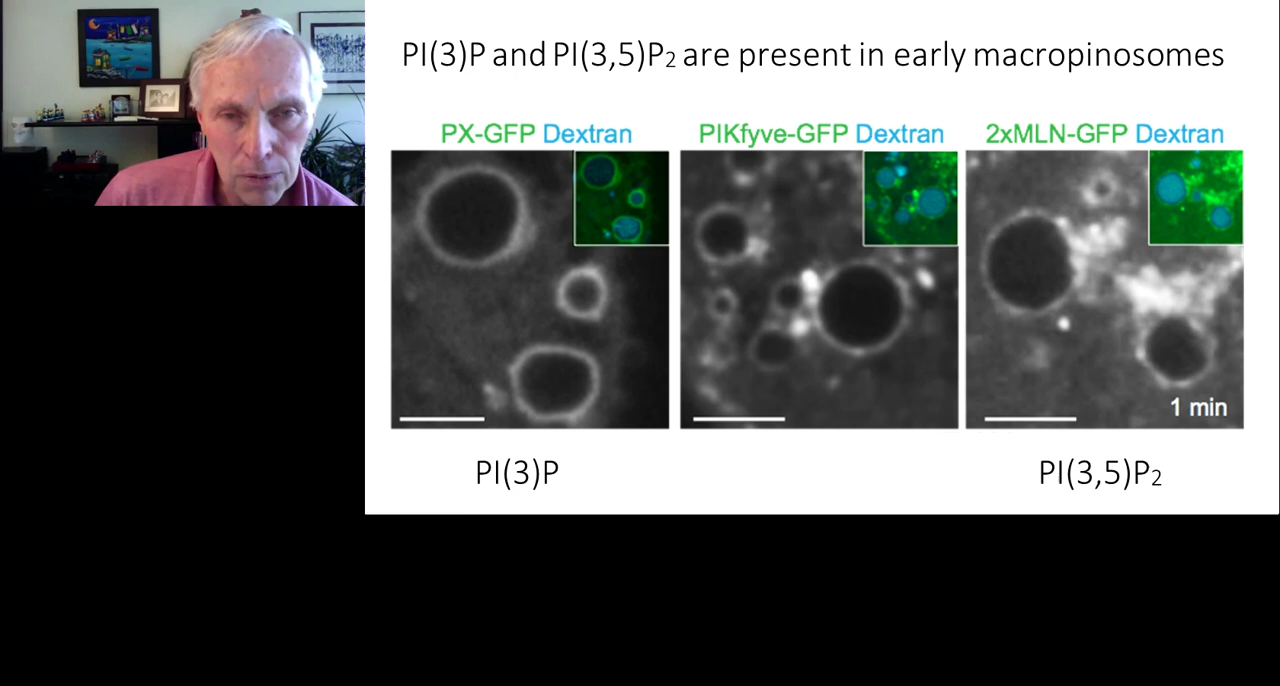 PI(3)P and PI(3,5)P2 are present in early macropinosomes
PX-GFP Dextran
PIKfyve-GFP Dextran
2xMLN-GFP Dextran
1 min
PI(3)P
PI(3,5)P2